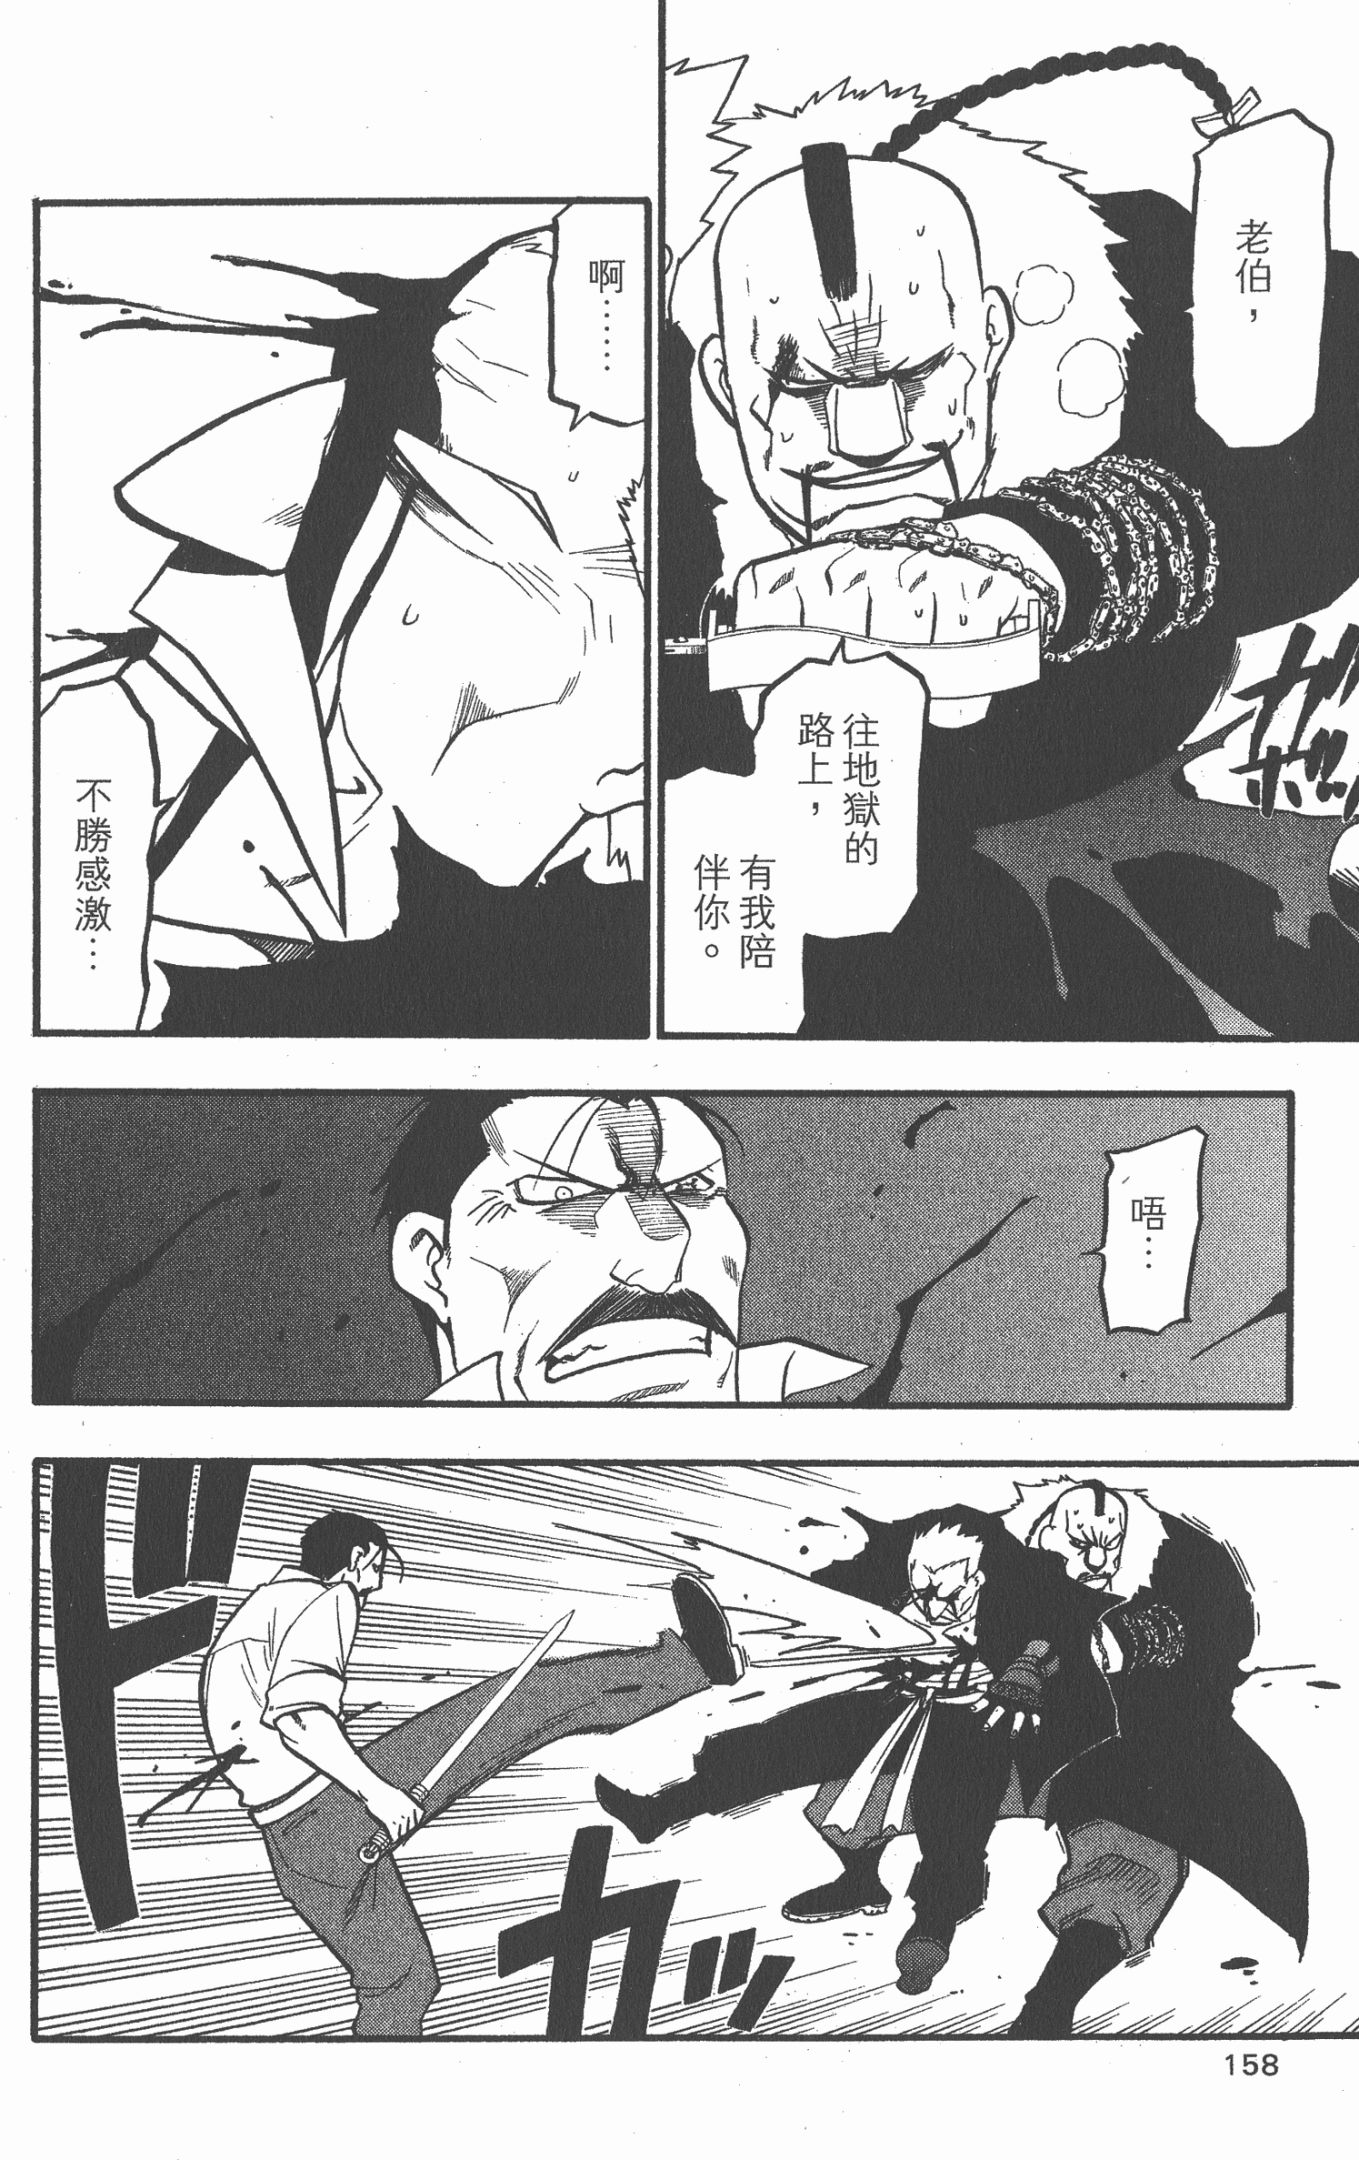 老伯，
往地獄的
路上，
有我陪
伴你。
啊……
不勝感激…
唔…
ドカッ
158